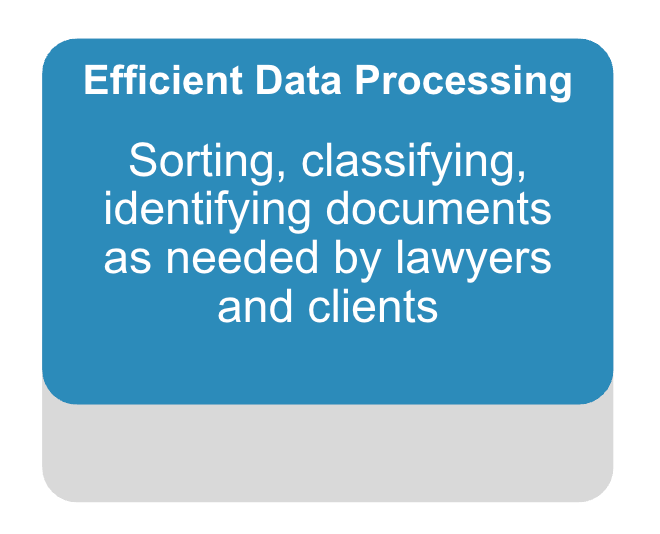 Efficient Data Processing
Sorting, classifying,
identifying documents
as needed by lawyers
and clients